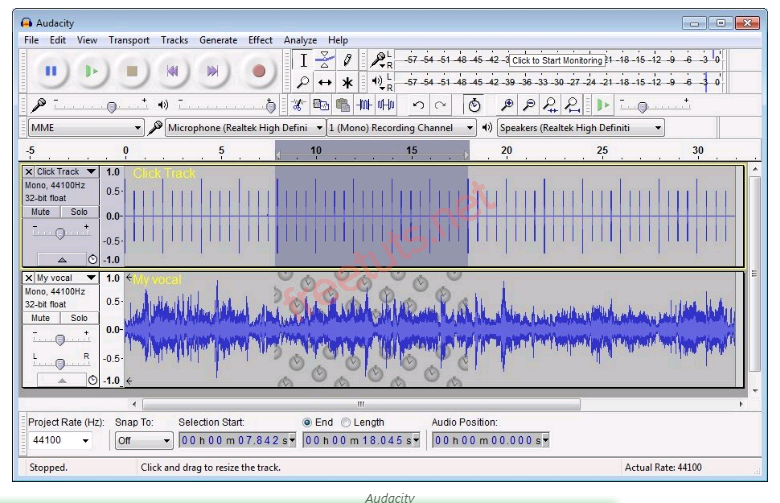 Audacity
File Edit View Transport Tracks Generate Effect Analyze Help
L
R
-57 -54 -51 -48 -45 -42 -3 Click to Start Monitoring 21 -18 -15 -12 -9 -6 -3 0
L
R
-57 -54 -51 -48 -45 -42 -39 -36 -33 -30 -27 -24 -21 -18 -15 -12 -9 -6 -3 0
- + - +
- +
MME Microphone (Realtek High Defini 1 (Mono) Recording Channel Speakers (Realtek High Definiti
-5 0 5 10 15 20 25 30
X Click Track 1.0 Click Track
Mono, 44100Hz
32-bit float 0.5-
Mute Solo
- + 0.0-
-0.5-
-1.0
X My vocal 1.0 My vocal
Mono, 44100Hz
32-bit float 0.5-
Mute Solo
- + 0.0-
L R -0.5-
-1.0
freetuts.net
Project Rate (Hz): Snap To: Selection Start: End Length Audio Position:
44100 Off 00 h 00 m 07.842 s 00 h 00 m 18.045 s 00 h 00 m 00.000 s
Stopped. Click and drag to resize the track. Actual Rate: 44100
Audacity